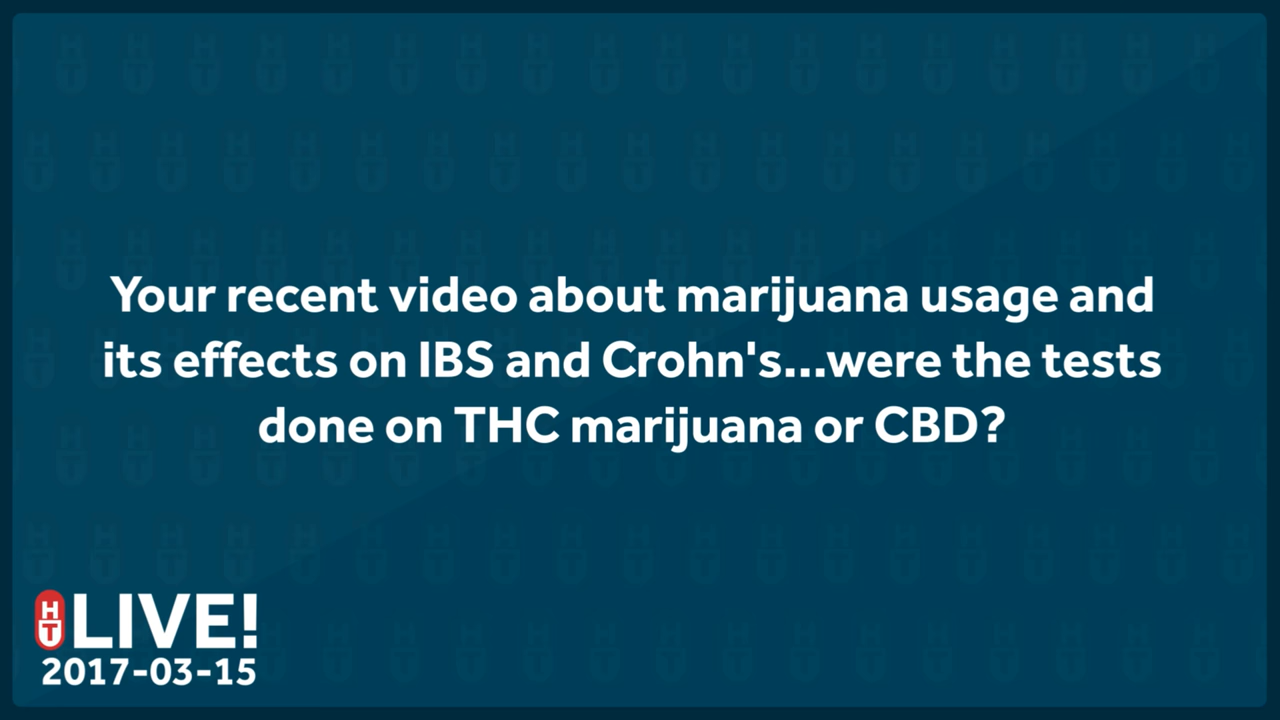 Your recent video about marijuana usage and
its effects on IBS and Crohn's...were the tests
done on THC marijuana or CBD?
HT LIVE!
2017-03-15